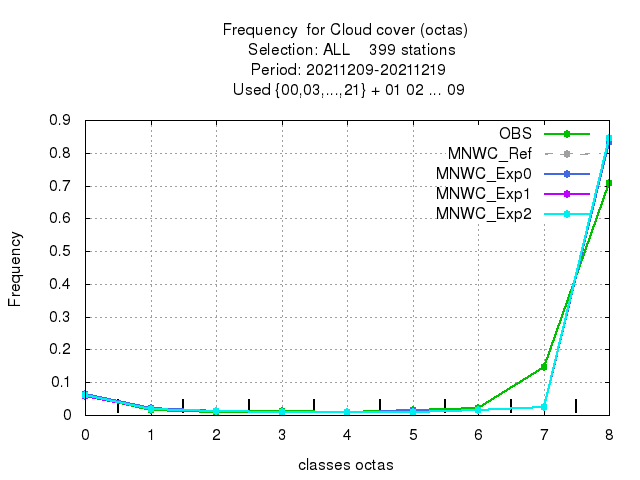 Frequency  for Cloud cover (octas)
Selection: ALL    399 stations
Period: 20211209-20211219
Used {00,03,...,21} + 01 02 ... 09
0.9
0.8
0.7
0.6
0.5
0.4
0.3
0.2
0.1
0
Frequency
OBS
MNWC_Ref
MNWC_Exp0
MNWC_Exp1
MNWC_Exp2
0 1 2 3 4 5 6 7 8
classes octas